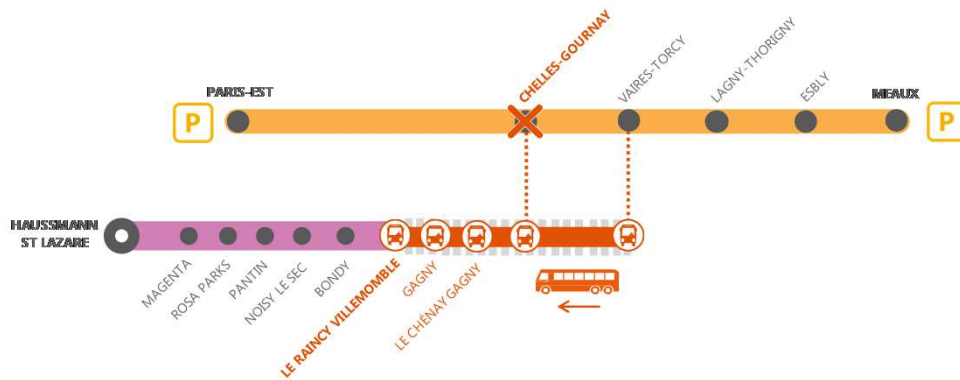 CHELLES-GOURNAY
VAIRES-TORCY
LAGNY-THORIGNY
ESBLY
PARIS-EST
MEAUX
P
P
HAUSSMANN
ST LAZARE
MAGENTA
ROSA PARKS
PANTIN
NOISY LE SEC
BONDY
LE RAINCY VILLEMOMBLE
GAGNY
LE CHÉNAY GAGNY